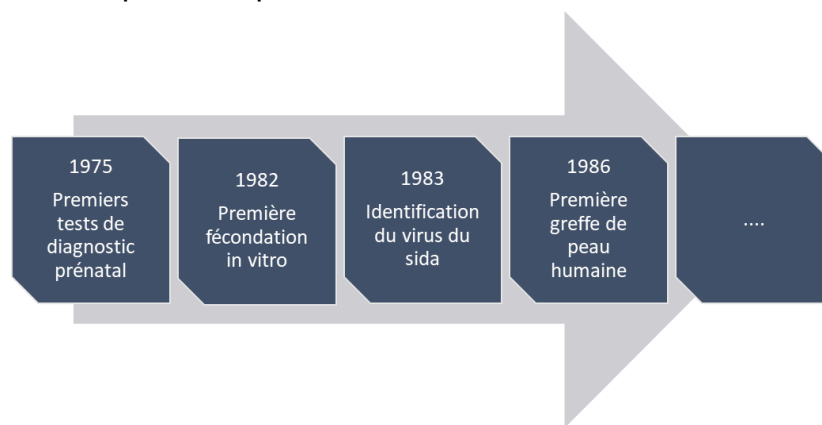 1975
Premiers
tests de
diagnostic
prénatal
1982
Première
fécondation
in vitro
1983
Identification
du virus du
sida
1986
Première
greffe de
peau
humaine
....